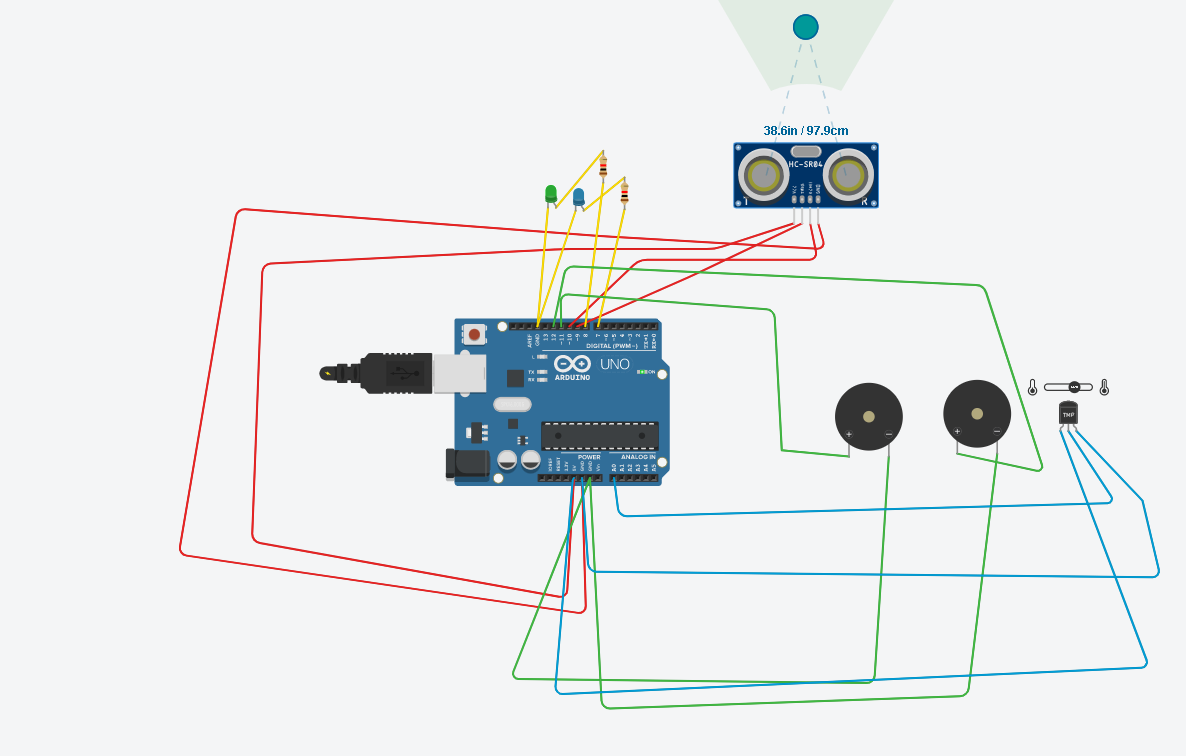 38.6in / 97.9cm
HC-SR04
VCC
TRIG
ECHO
GND
T
R
AREF
GND
13
12
~11
~10
~9
8
7
~6
~5
4
~3
2
TX→1
RX←0
DIGITAL (PWM~)
L
TX
RX
ARDUINO
UNO
ON
TMP
+
−
+
−
POWER
ANALOG IN
IOREF
RESET
3.3V
5V
GND
GND
Vin
A0
A1
A2
A3
A4
A5